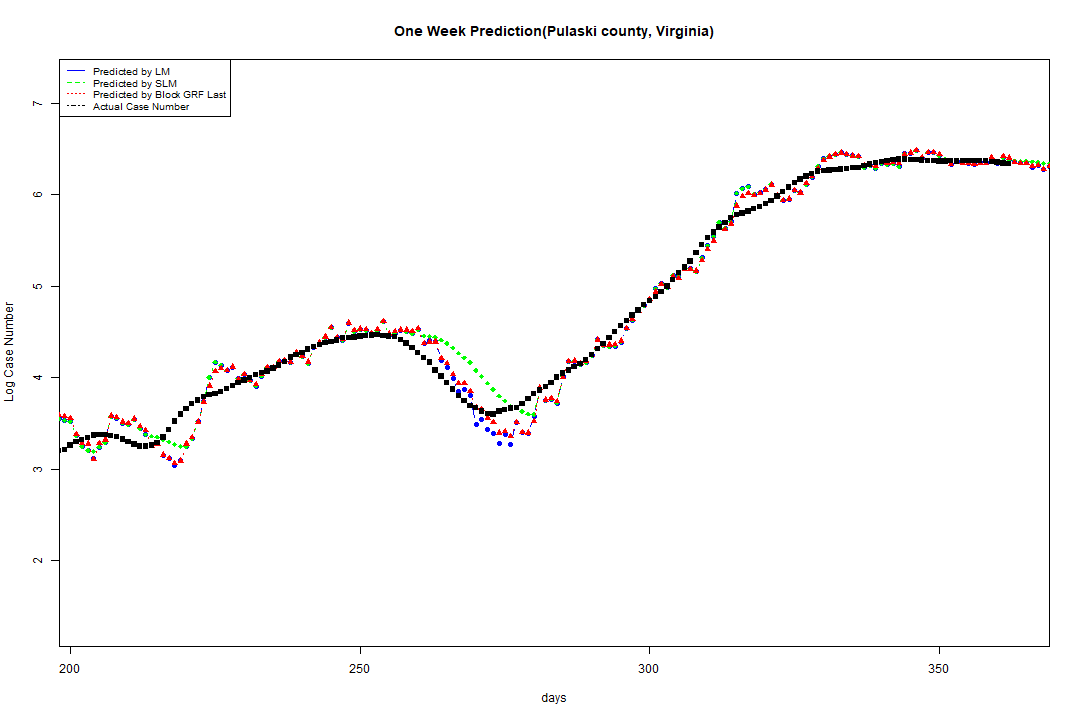 One Week Prediction(Pulaski county, Virginia)
Predicted by LM
Predicted by SLM
Predicted by Block GRF Last
Actual Case Number
7
6
5
4
3
2
Log Case Number
200 250 300 350
days